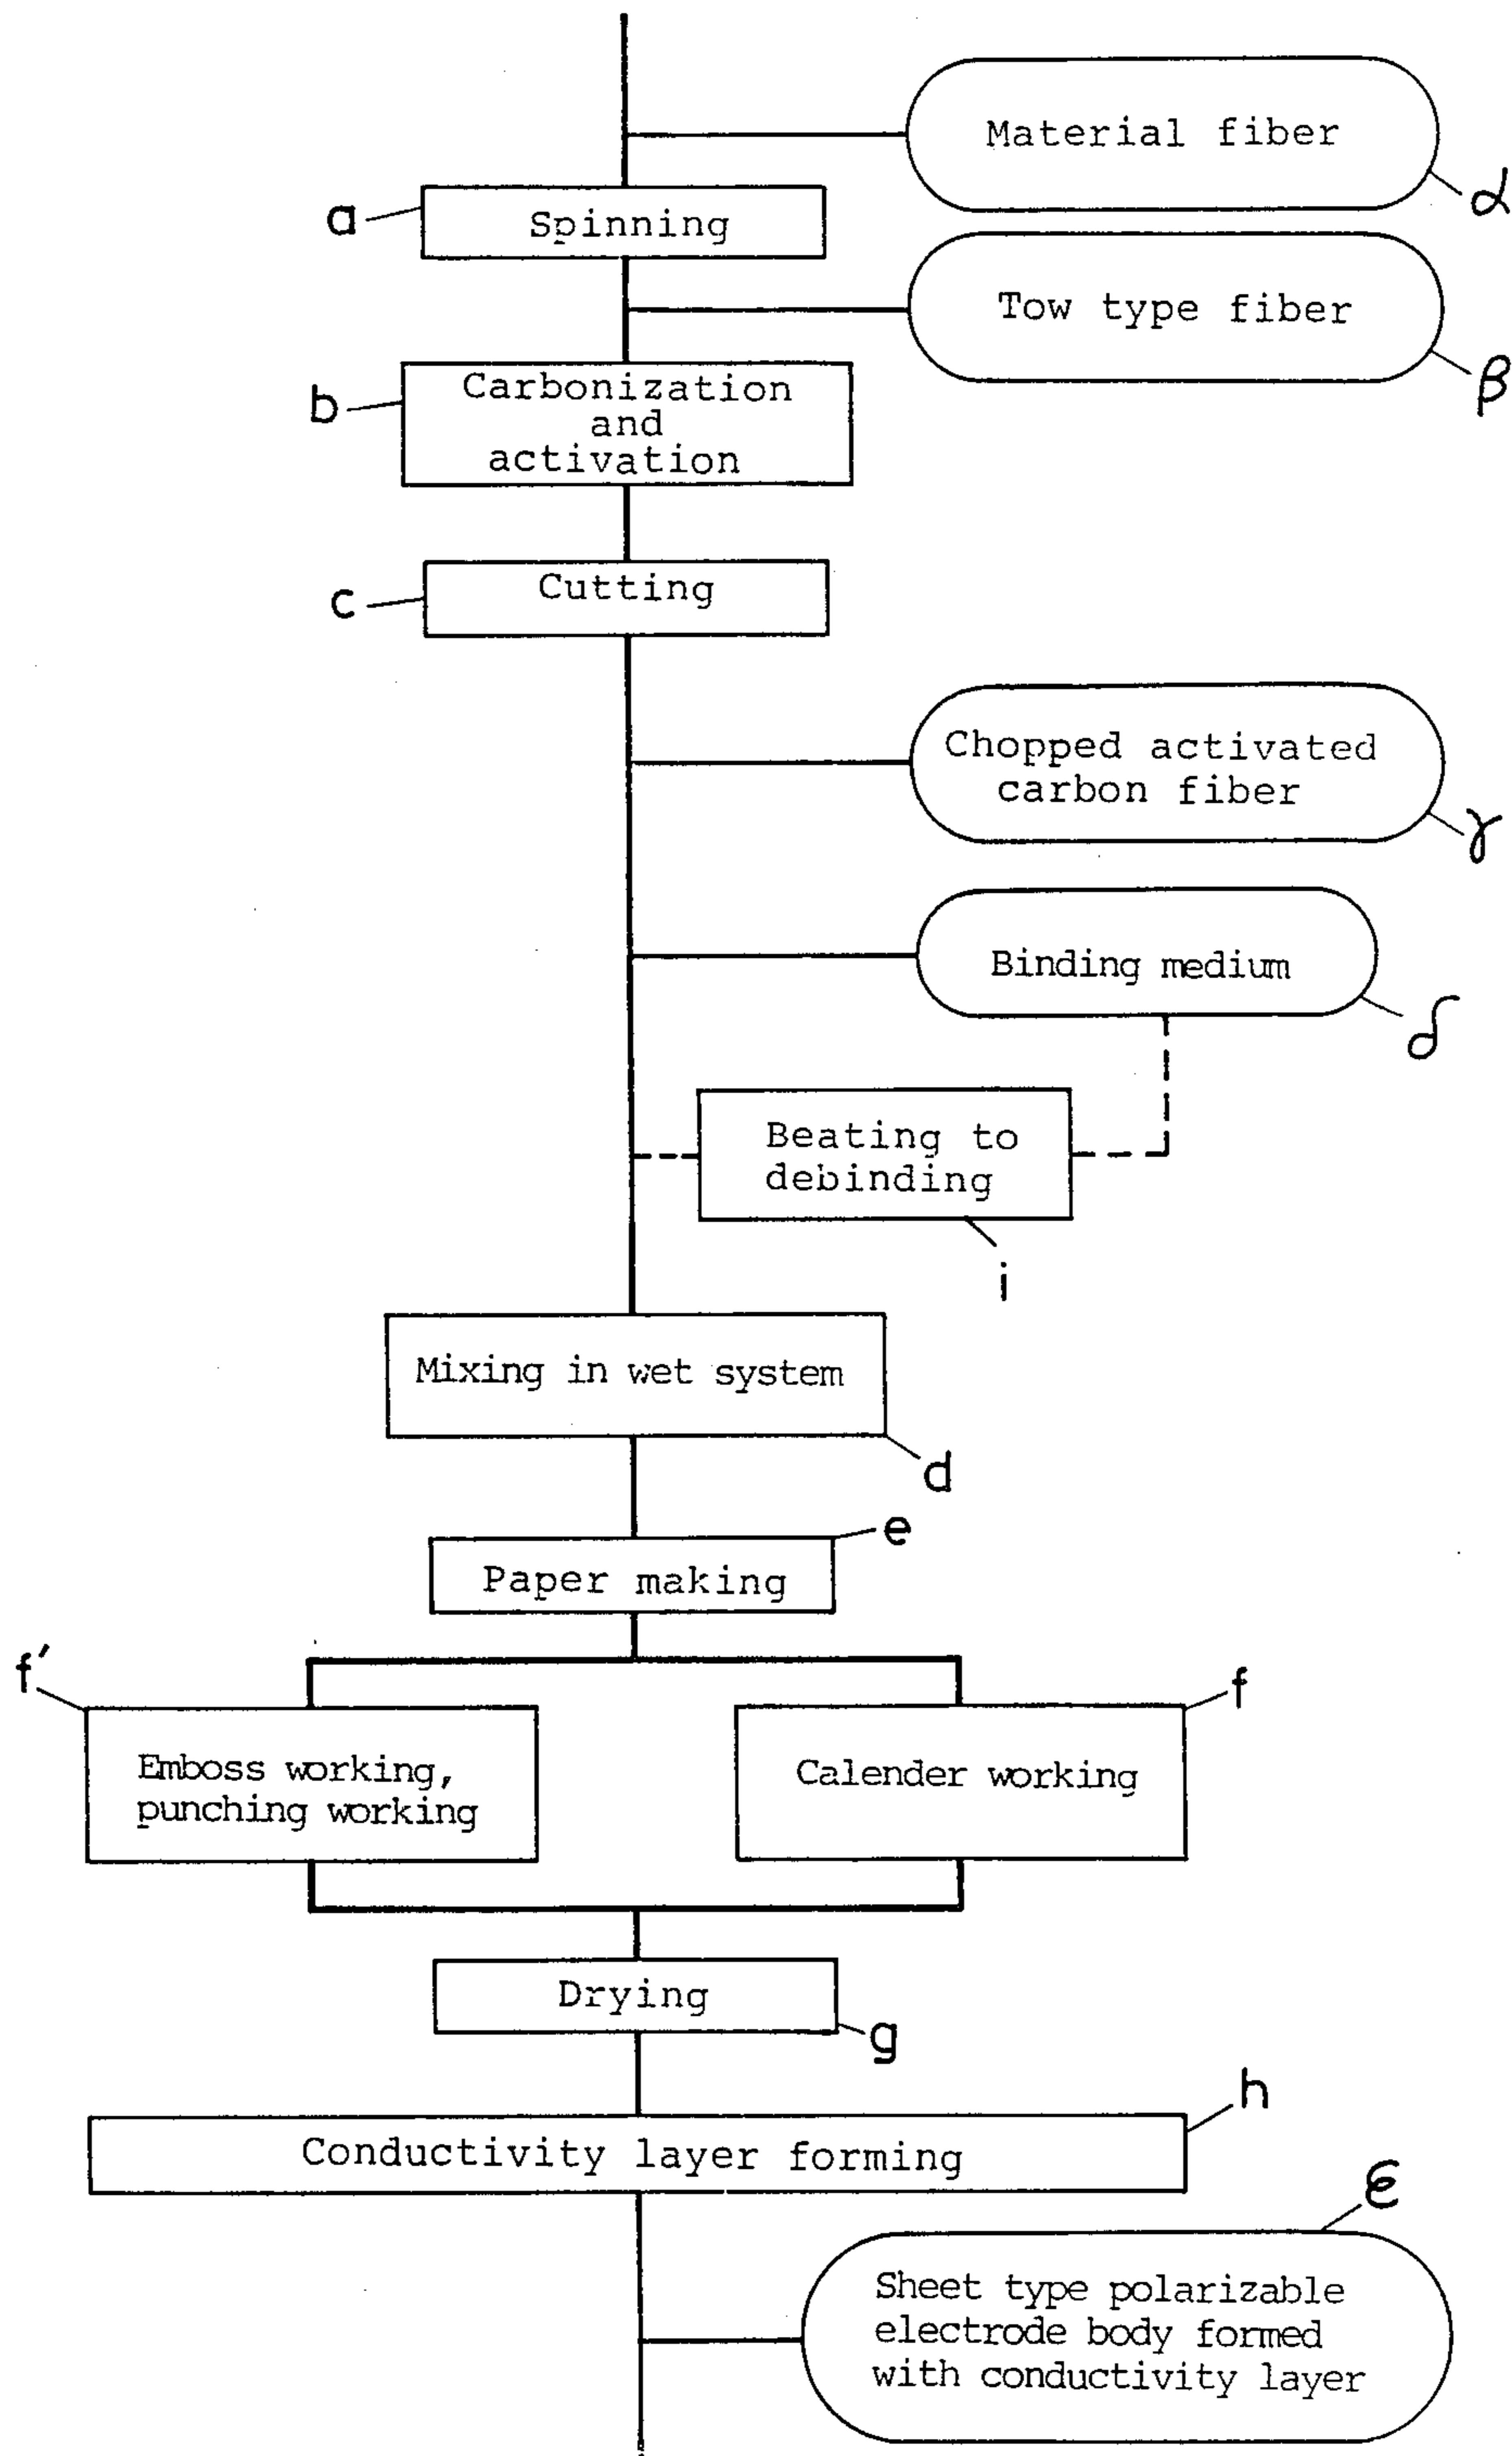 Material fiber
α
a
Spinning
Tow type fiber
β
b
Carbonization
and
activation
c
Cutting
Chopped activated
carbon fiber
γ
Binding medium
δ
Beating to
debinding
i
Mixing in wet system
d
e
Paper making
f'
f
Emboss working,
punching working
Calender working
Drying
g
h
Conductivity layer forming
ε
Sheet type polarizable
electrode body formed
with conductivity layer